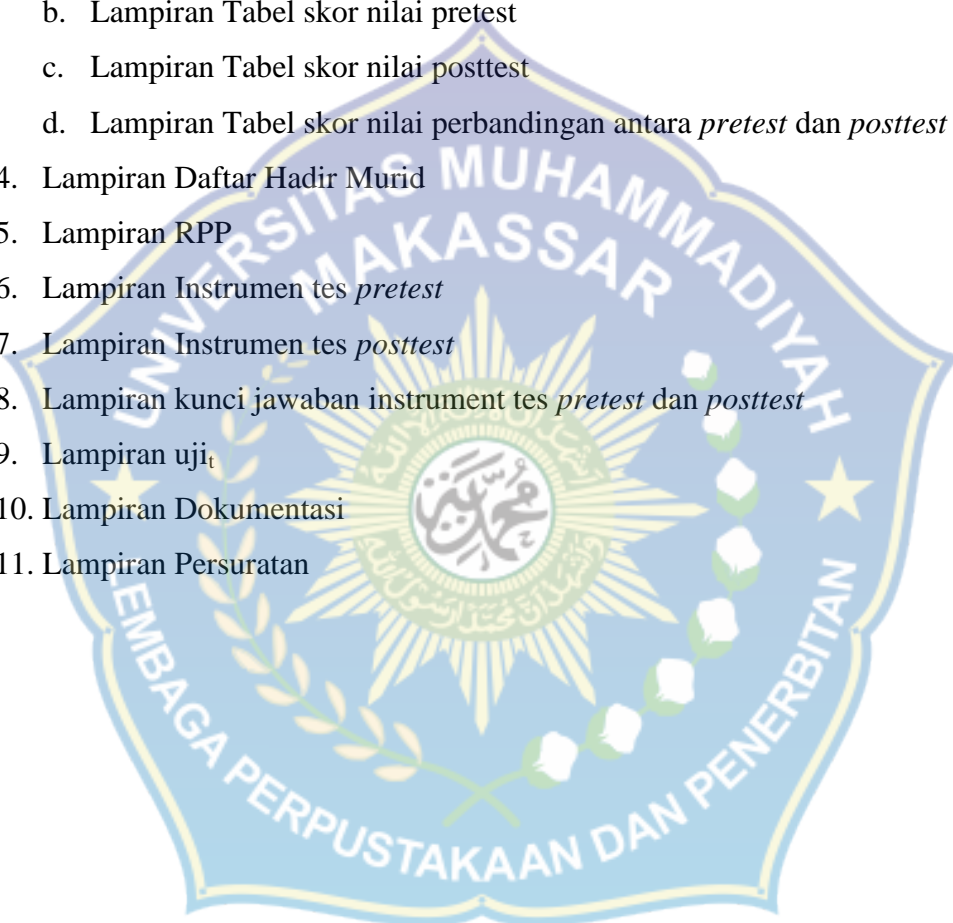 b. Lampiran Tabel skor nilai pretest
c. Lampiran Tabel skor nilai posttest
d. Lampiran Tabel skor nilai perbandingan antara pretest dan posttest
4. Lampiran Daftar Hadir Murid
5. Lampiran RPP
6. Lampiran Instrumen tes pretest
7. Lampiran Instrumen tes posttest
8. Lampiran kunci jawaban instrument tes pretest dan posttest
9. Lampiran ujit
10. Lampiran Dokumentasi
11. Lampiran Persuratan
UNIVERSITAS MUHAMMADIYAH
MAKASSAR
محمدية
LEMBAGA PERPUSTAKAAN DAN PENERBITAN